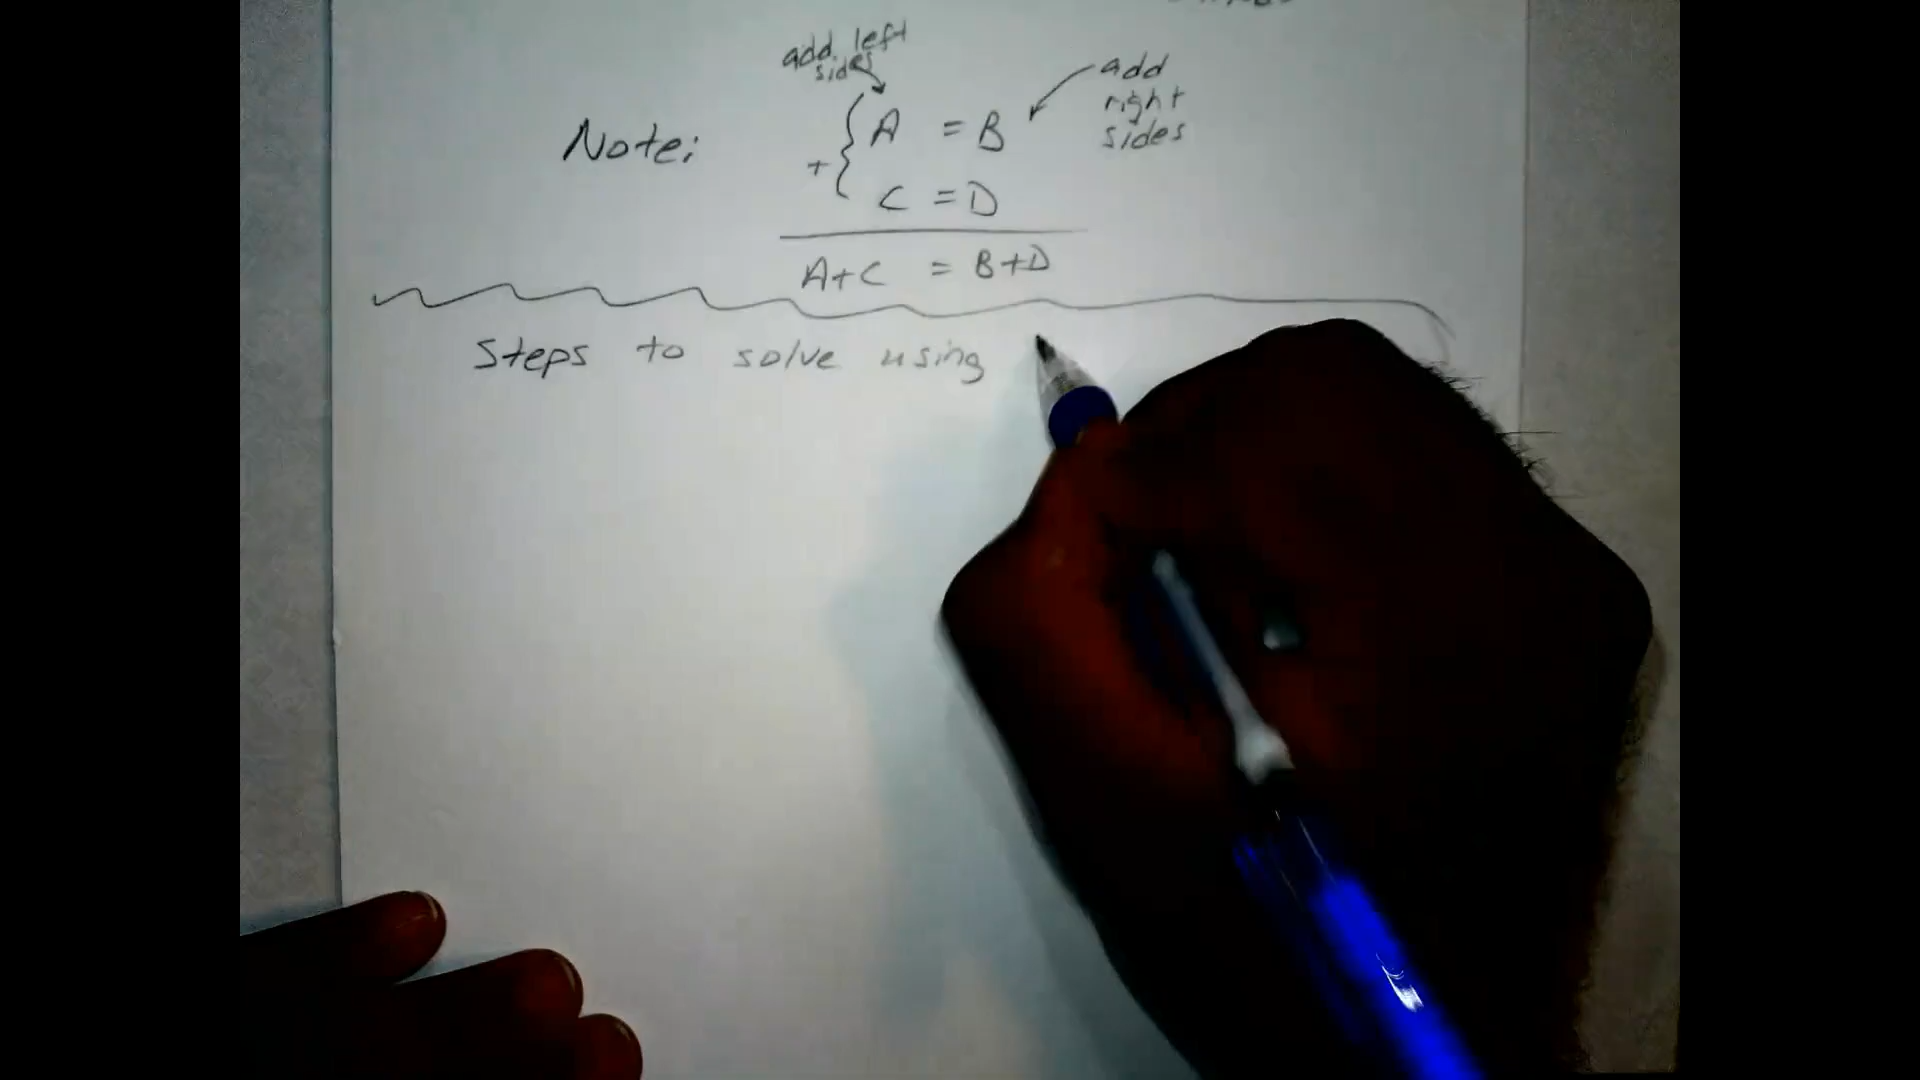 add left
sides
add
right
sides
Note:
+ { A = B
C = D
A+C = B+D
Steps to solve using